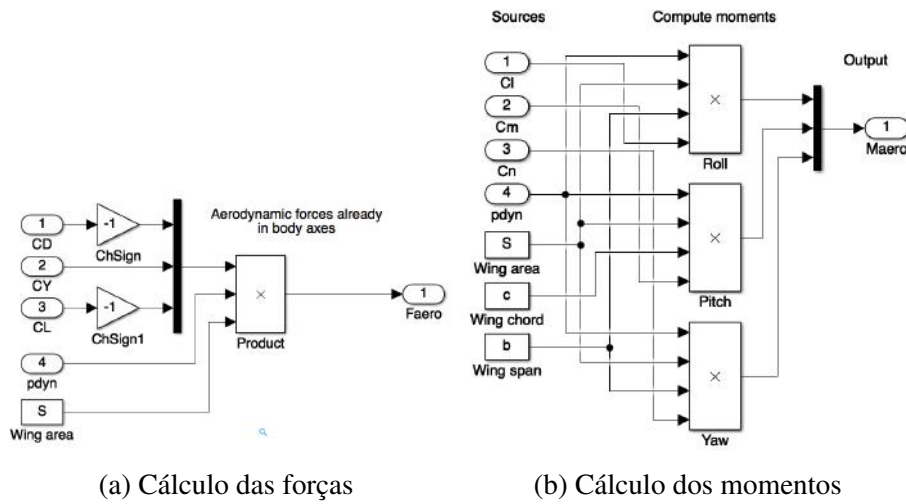 1
CD
-1
ChSign
2
CY
3
CL
-1
ChSign1
4
pdyn
S
Wing area
Aerodynamic forces already
in body axes
×
Product
1
Faero
(a) Cálculo das forças
Sources
Compute moments
Output
1
Cl
2
Cm
3
Cn
4
pdyn
S
Wing area
c
Wing chord
b
Wing span
×
Roll
×
Pitch
×
Yaw
1
Maero
(b) Cálculo dos momentos